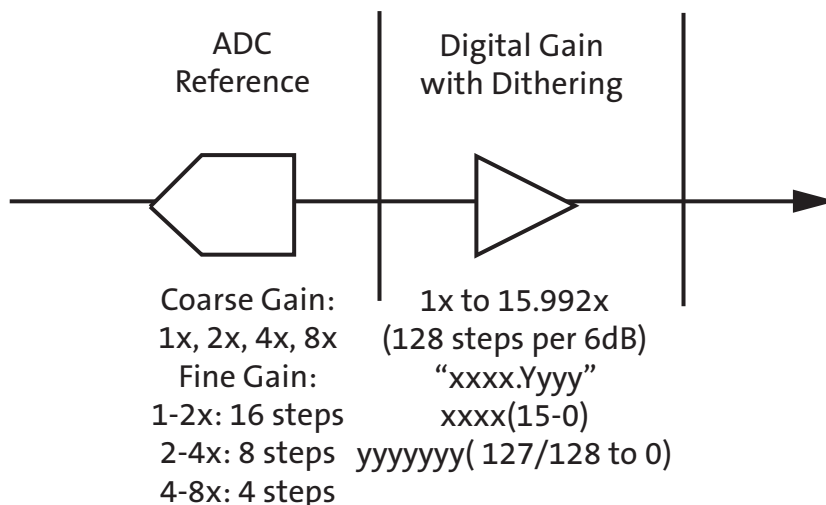 ADC
Reference
Digital Gain
with Dithering
Coarse Gain:
1x, 2x, 4x, 8x
Fine Gain:
1-2x: 16 steps
2-4x: 8 steps
4-8x: 4 steps
1x to 15.992x
(128 steps per 6dB)
“xxxx.Yyyy”
xxxx(15-0)
yyyyyyy( 127/128 to 0)